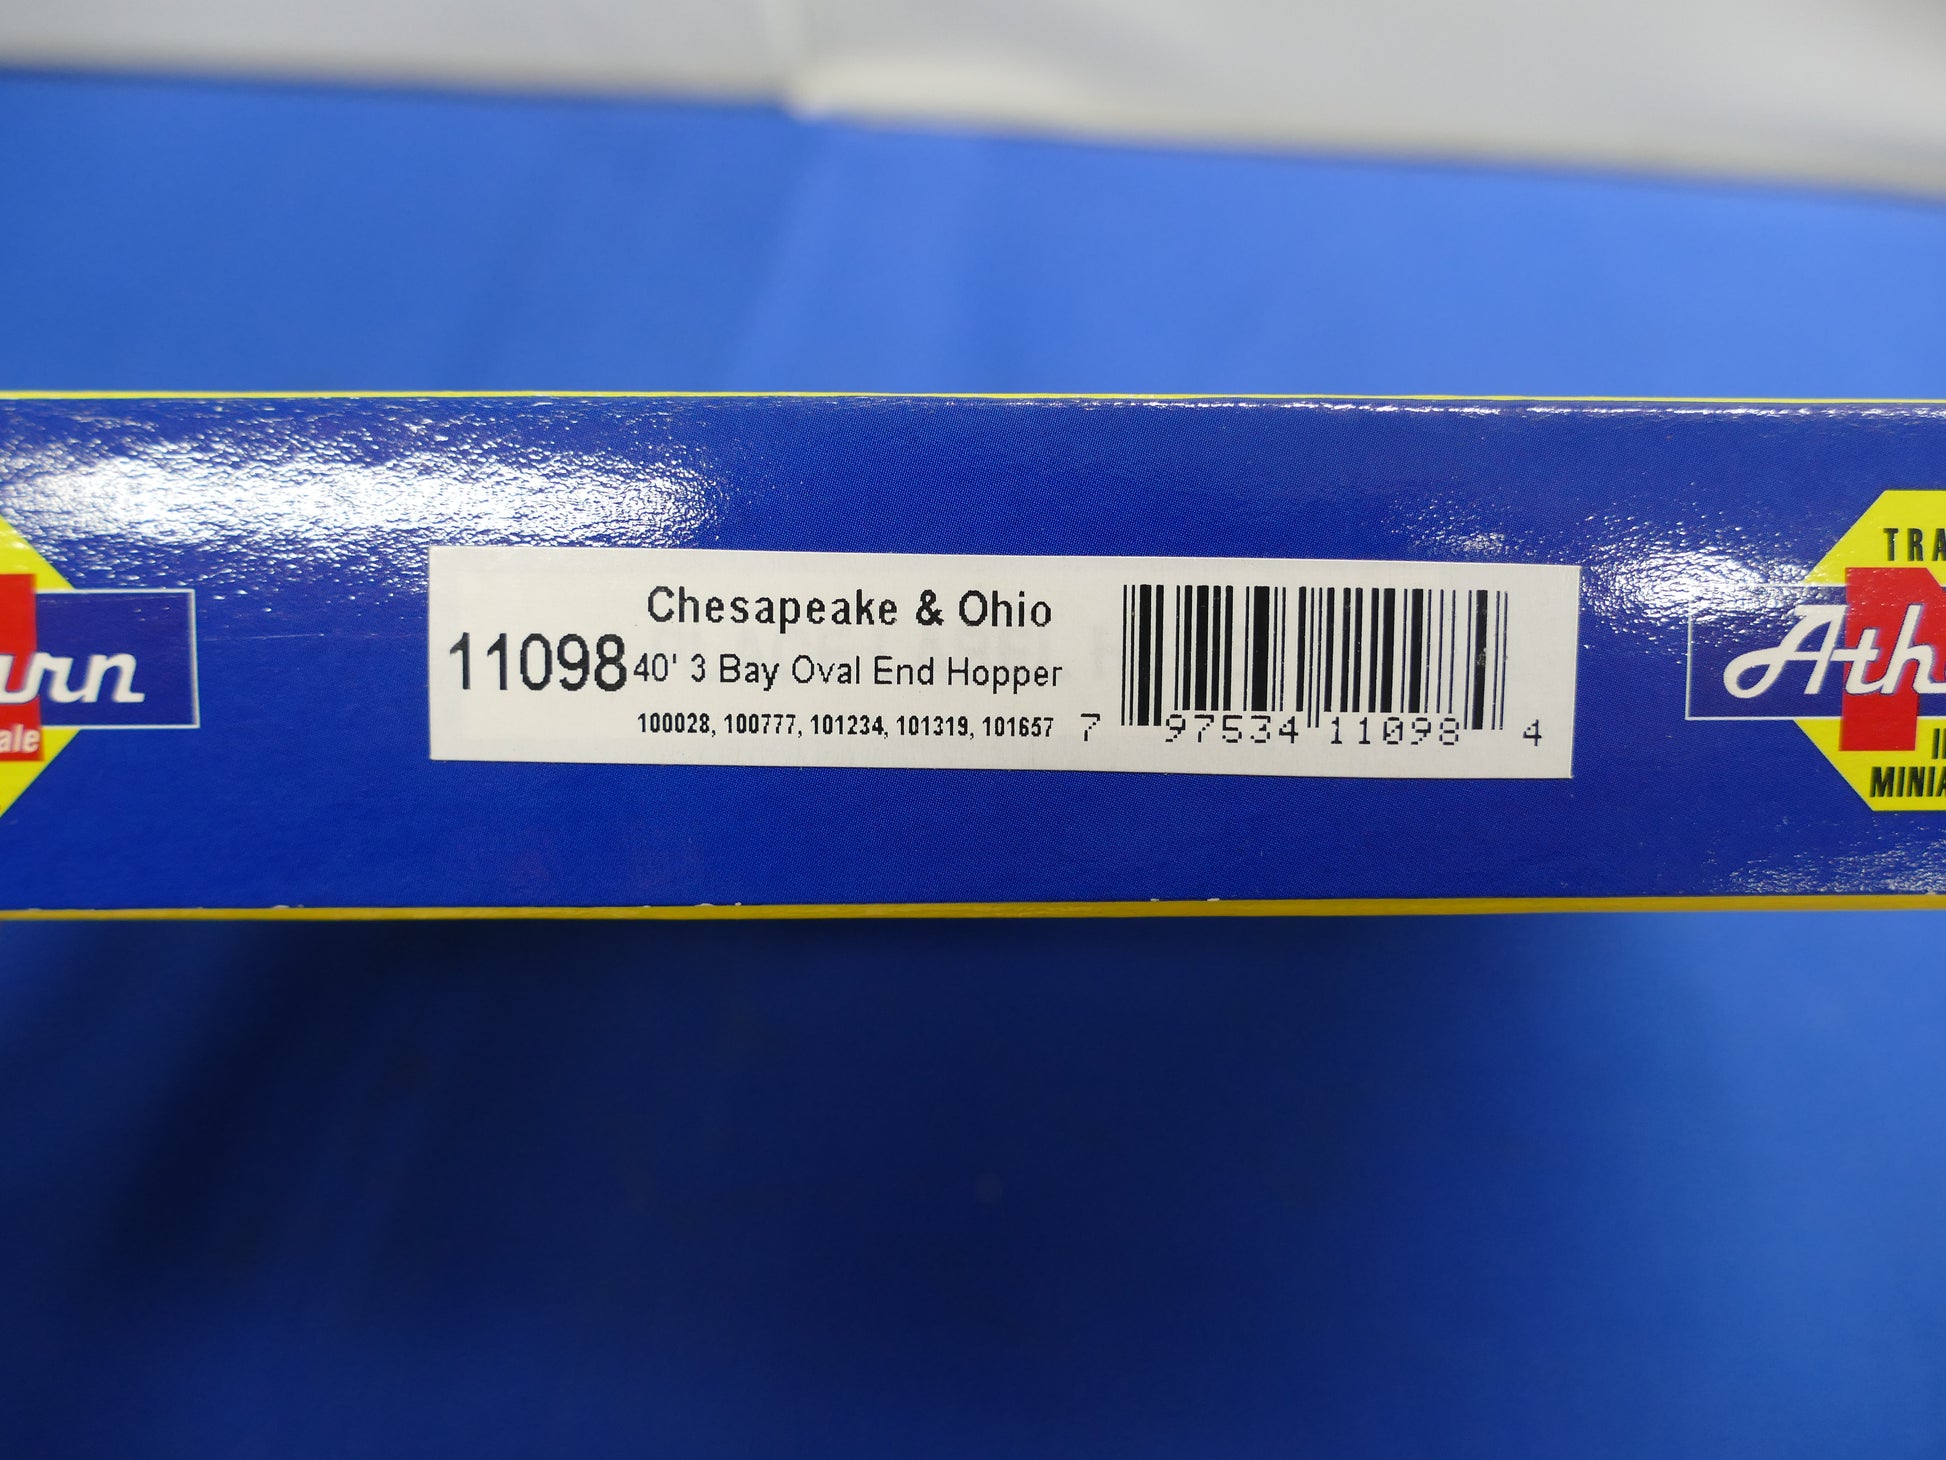 Chesapeake & Ohio
11098 40' 3 Bay Oval End Hopper
100028, 100777, 101234, 101319, 101657
7 97534 11098 4
urn
ale
TRA
Ath
MINIA